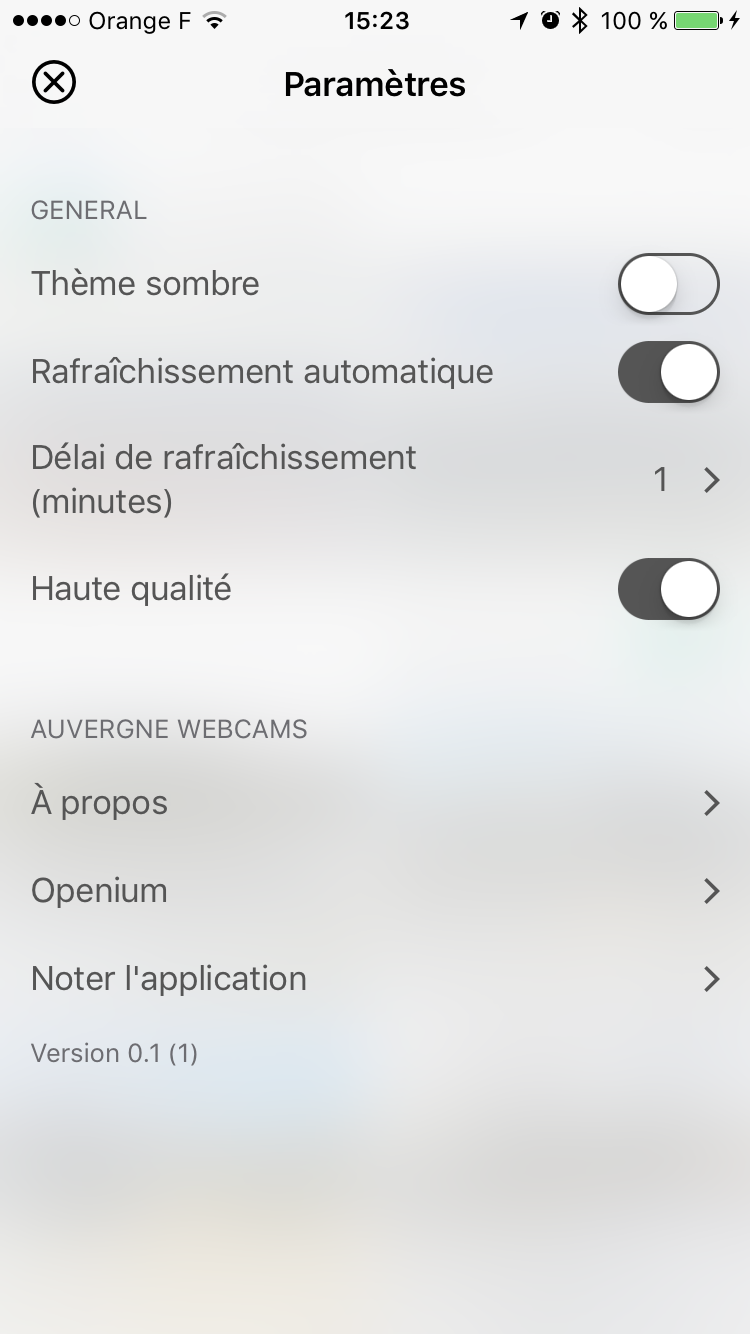 Orange F 15:23 100 %
Paramètres
GENERAL
Thème sombre
Rafraîchissement automatique
Délai de rafraîchissement
(minutes) 1
Haute qualité
AUVERGNE WEBCAMS
À propos
Openium
Noter l'application
Version 0.1 (1)